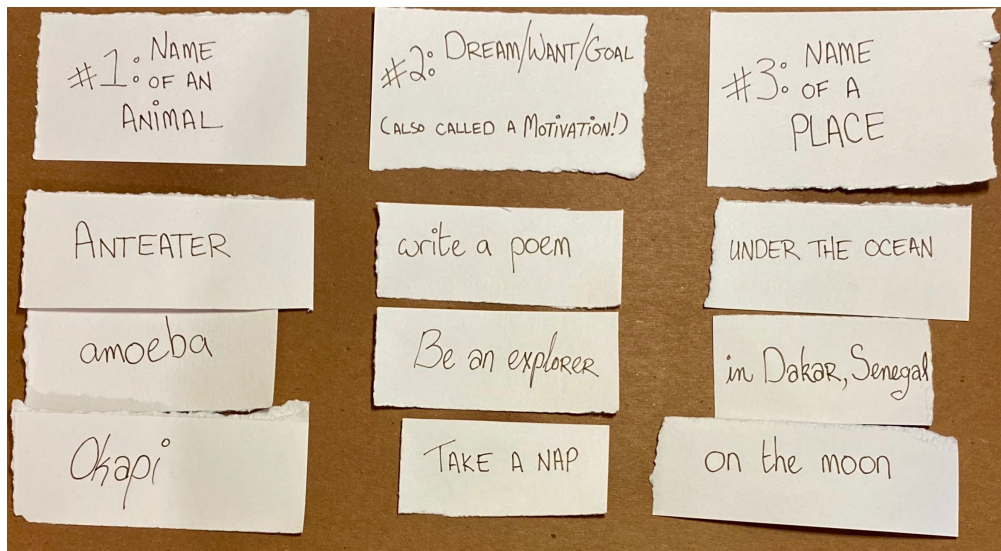 #1: NAME
OF AN
ANIMAL
#2: DREAM/WANT/GOAL
(ALSO CALLED A MOTIVATION!)
#3: NAME
OF A
PLACE
ANTEATER
write a poem
UNDER THE OCEAN
amoeba
Be an explorer
in Dakar, Senegal
Okapi
TAKE A NAP
on the moon